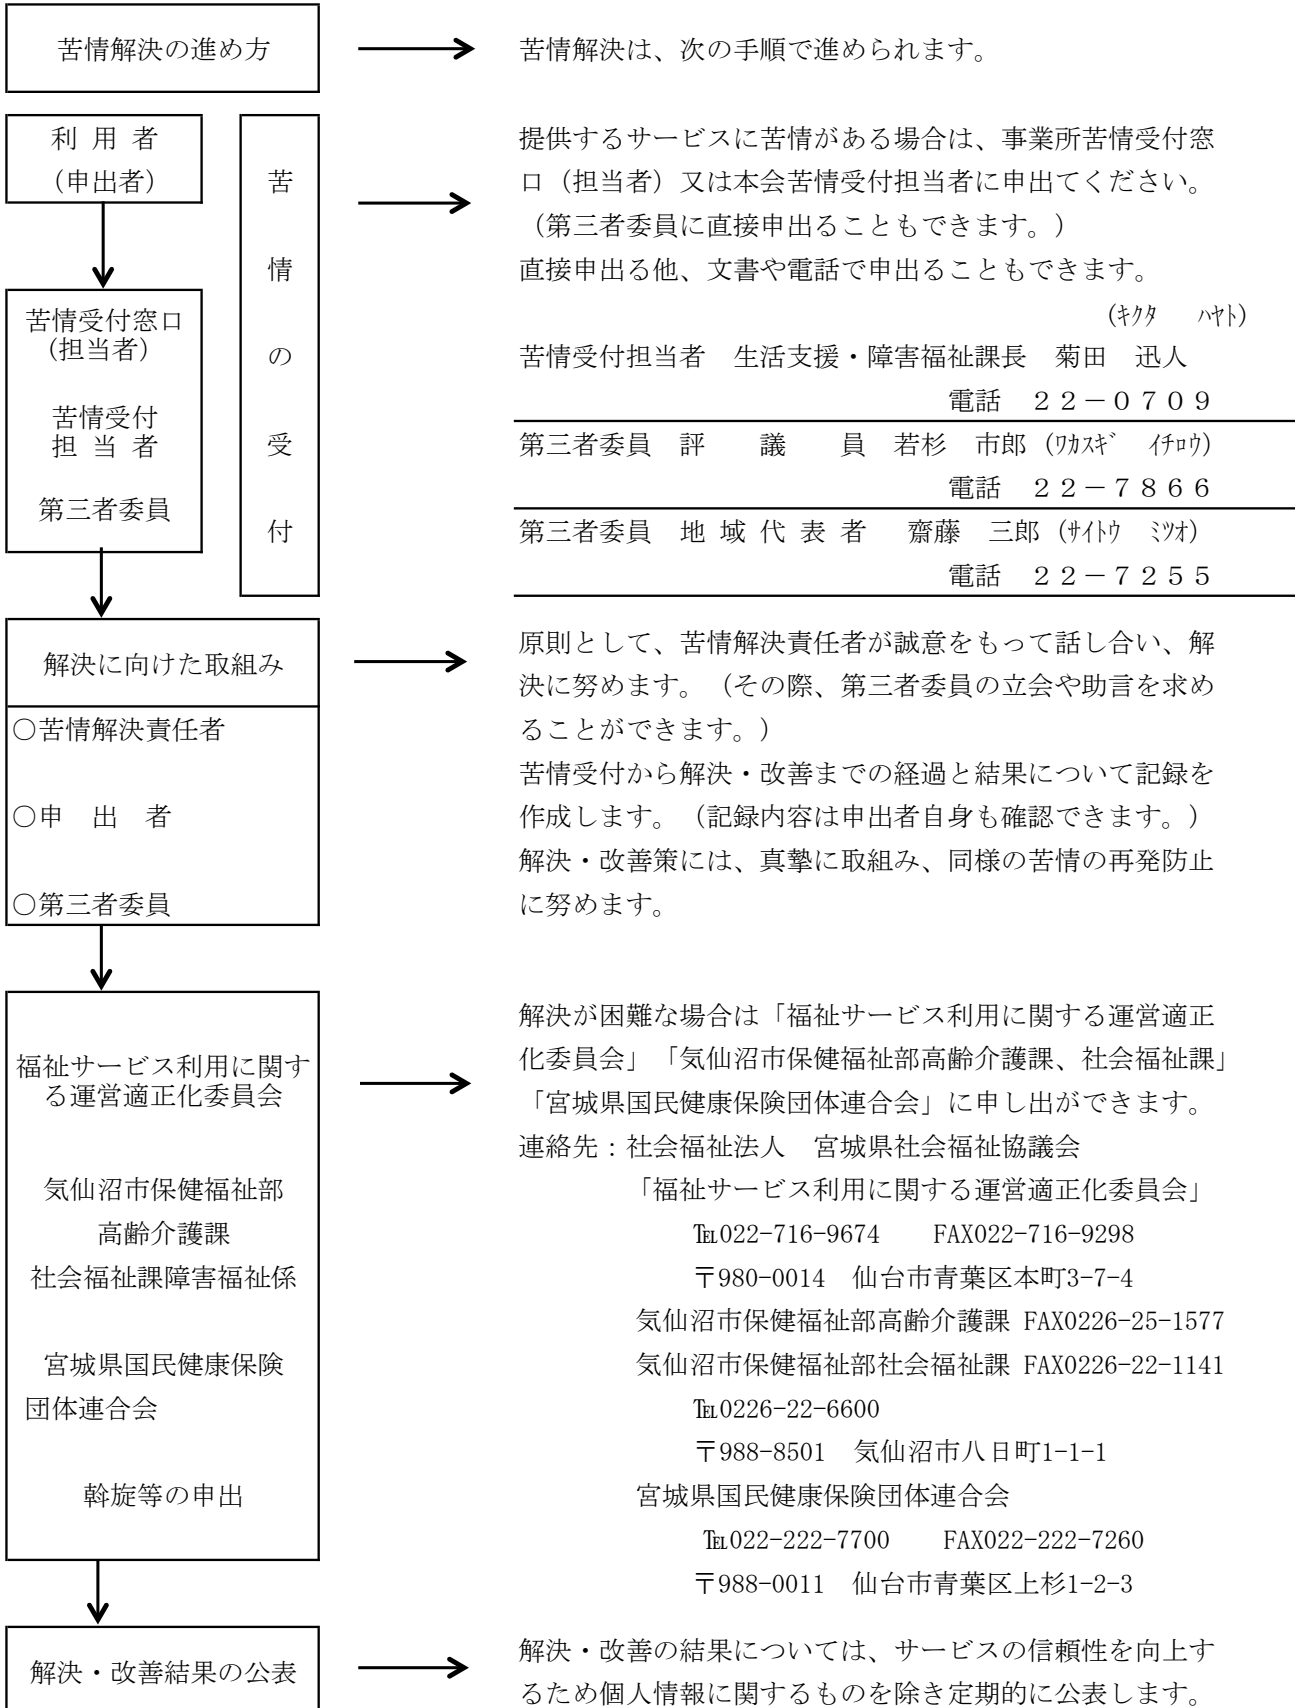 苦情解決の進め方
苦情解決は、次の手順で進められます。
利 用 者
（申出者）
苦情受付窓口
（担当者）
苦情受付
担 当 者
第三者委員
苦情の受付
提供するサービスに苦情がある場合は、事業所苦情受付窓
口（担当者）又は本会苦情受付担当者に申出てください。
（第三者委員に直接申出ることもできます。）
直接申出る他、文書や電話で申出ることもできます。
(ｷｸﾀ　ﾊﾔﾄ)
苦情受付担当者　生活支援・障害福祉課長　菊田　迅人
電話　２２－０７０９
第三者委員　評　議　員　若杉　市郎 (ﾜｶｽｷﾞ　ｲﾁﾛｳ)
電話　２２－７８６６
第三者委員　地 域 代 表 者　齋藤　三郎 (ｻｲﾄｳ　ﾐﾂｵ)
電話　２２－７２５５
解決に向けた取組み
○苦情解決責任者
○申　出　者
○第三者委員
原則として、苦情解決責任者が誠意をもって話し合い、解
決に努めます。（その際、第三者委員の立会や助言を求め
ることができます。）
苦情受付から解決・改善までの経過と結果について記録を
作成します。（記録内容は申出者自身も確認できます。）
解決・改善策には、真摯に取組み、同様の苦情の再発防止
に努めます。
福祉サービス利用に関す
る運営適正化委員会
気仙沼市保健福祉部
高齢介護課
社会福祉課障害福祉係
宮城県国民健康保険
団体連合会
斡旋等の申出
解決が困難な場合は「福祉サービス利用に関する運営適正
化委員会」「気仙沼市保健福祉部高齢介護課、社会福祉課」
「宮城県国民健康保険団体連合会」に申し出ができます。
連絡先：社会福祉法人　宮城県社会福祉協議会
「福祉サービス利用に関する運営適正化委員会」
℡022-716-9674　FAX022-716-9298
〒980-0014　仙台市青葉区本町3-7-4
気仙沼市保健福祉部高齢介護課 FAX0226-25-1577
気仙沼市保健福祉部社会福祉課 FAX0226-22-1141
℡0226-22-6600
〒988-8501　気仙沼市八日町1-1-1
宮城県国民健康保険団体連合会
℡022-222-7700　FAX022-222-7260
〒988-0011　仙台市青葉区上杉1-2-3
解決・改善結果の公表
解決・改善の結果については、サービスの信頼性を向上す
るため個人情報に関するものを除き定期的に公表します。